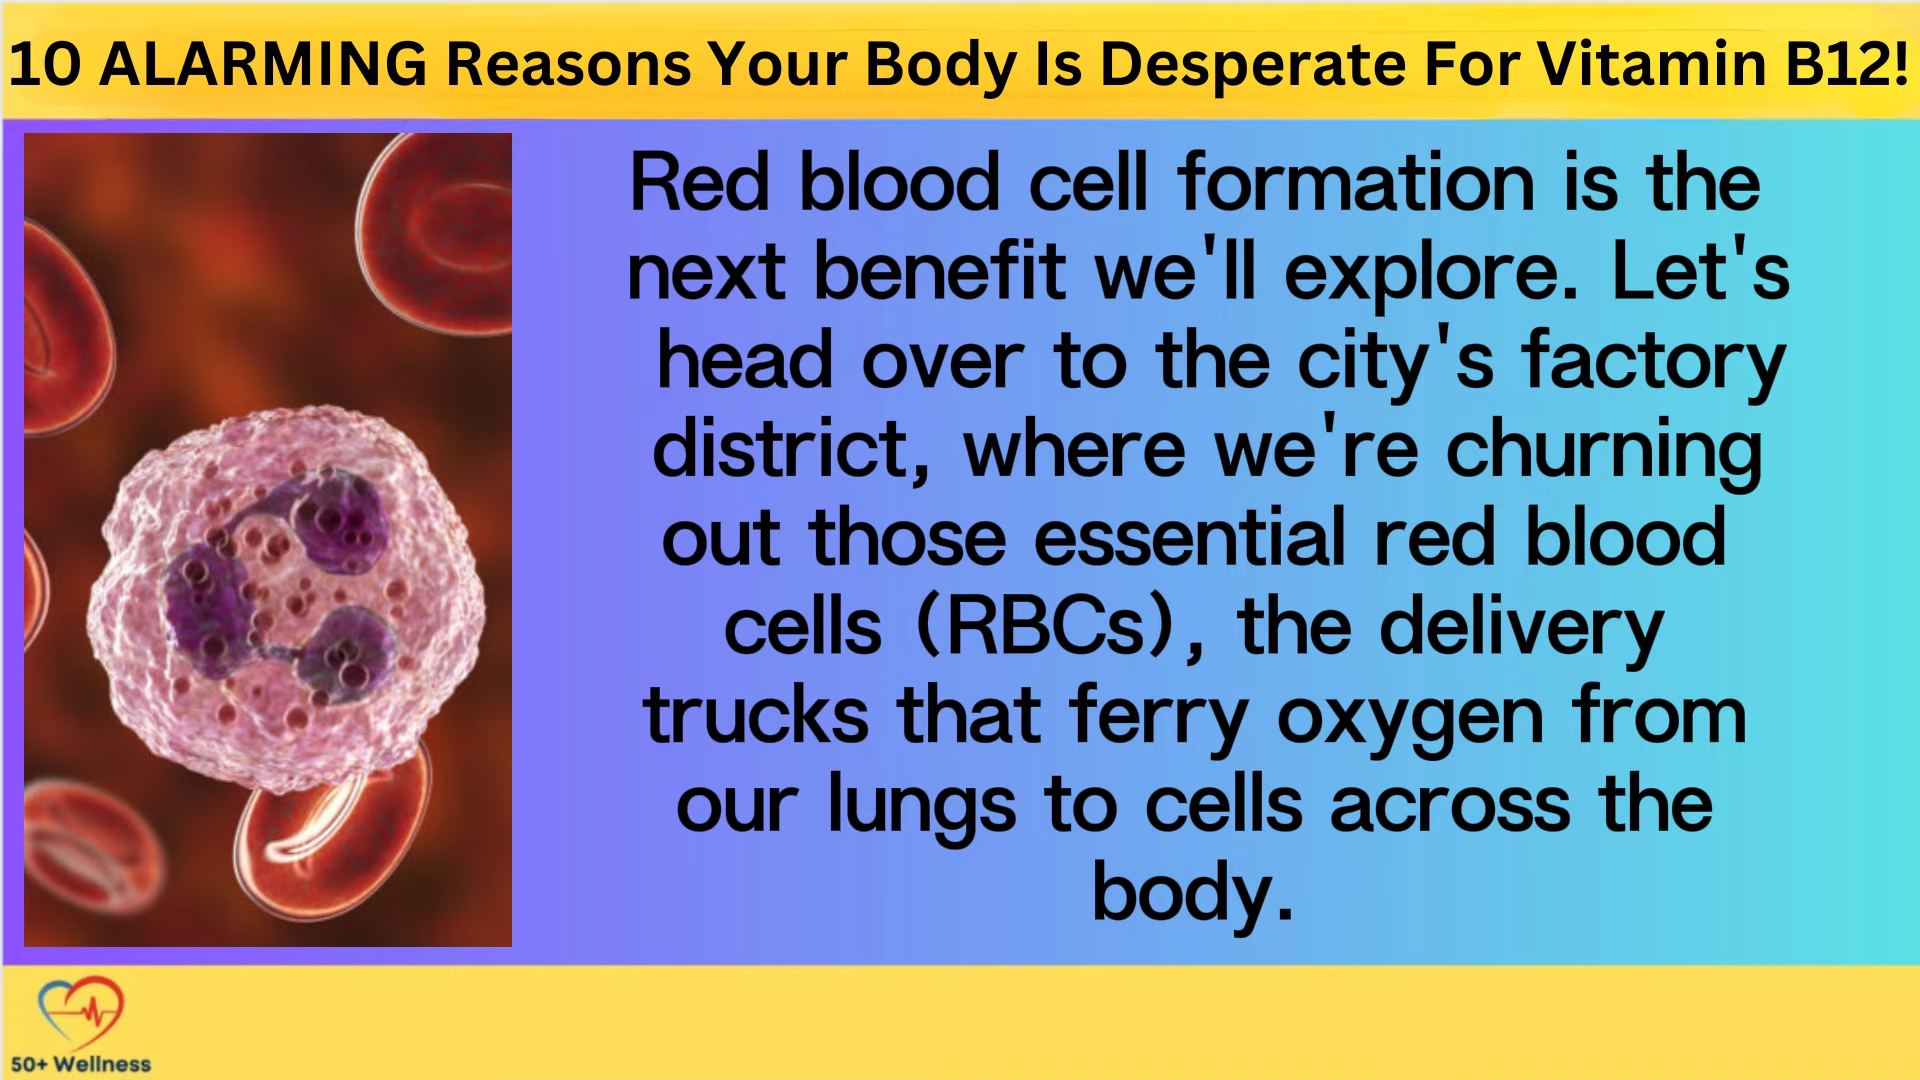 10 ALARMING Reasons Your Body Is Desperate For Vitamin B12!
Red blood cell formation is the
next benefit we'll explore. Let's
head over to the city's factory
district, where we're churning
out those essential red blood
cells (RBCs), the delivery
trucks that ferry oxygen from
our lungs to cells across the
body.
50+ Wellness